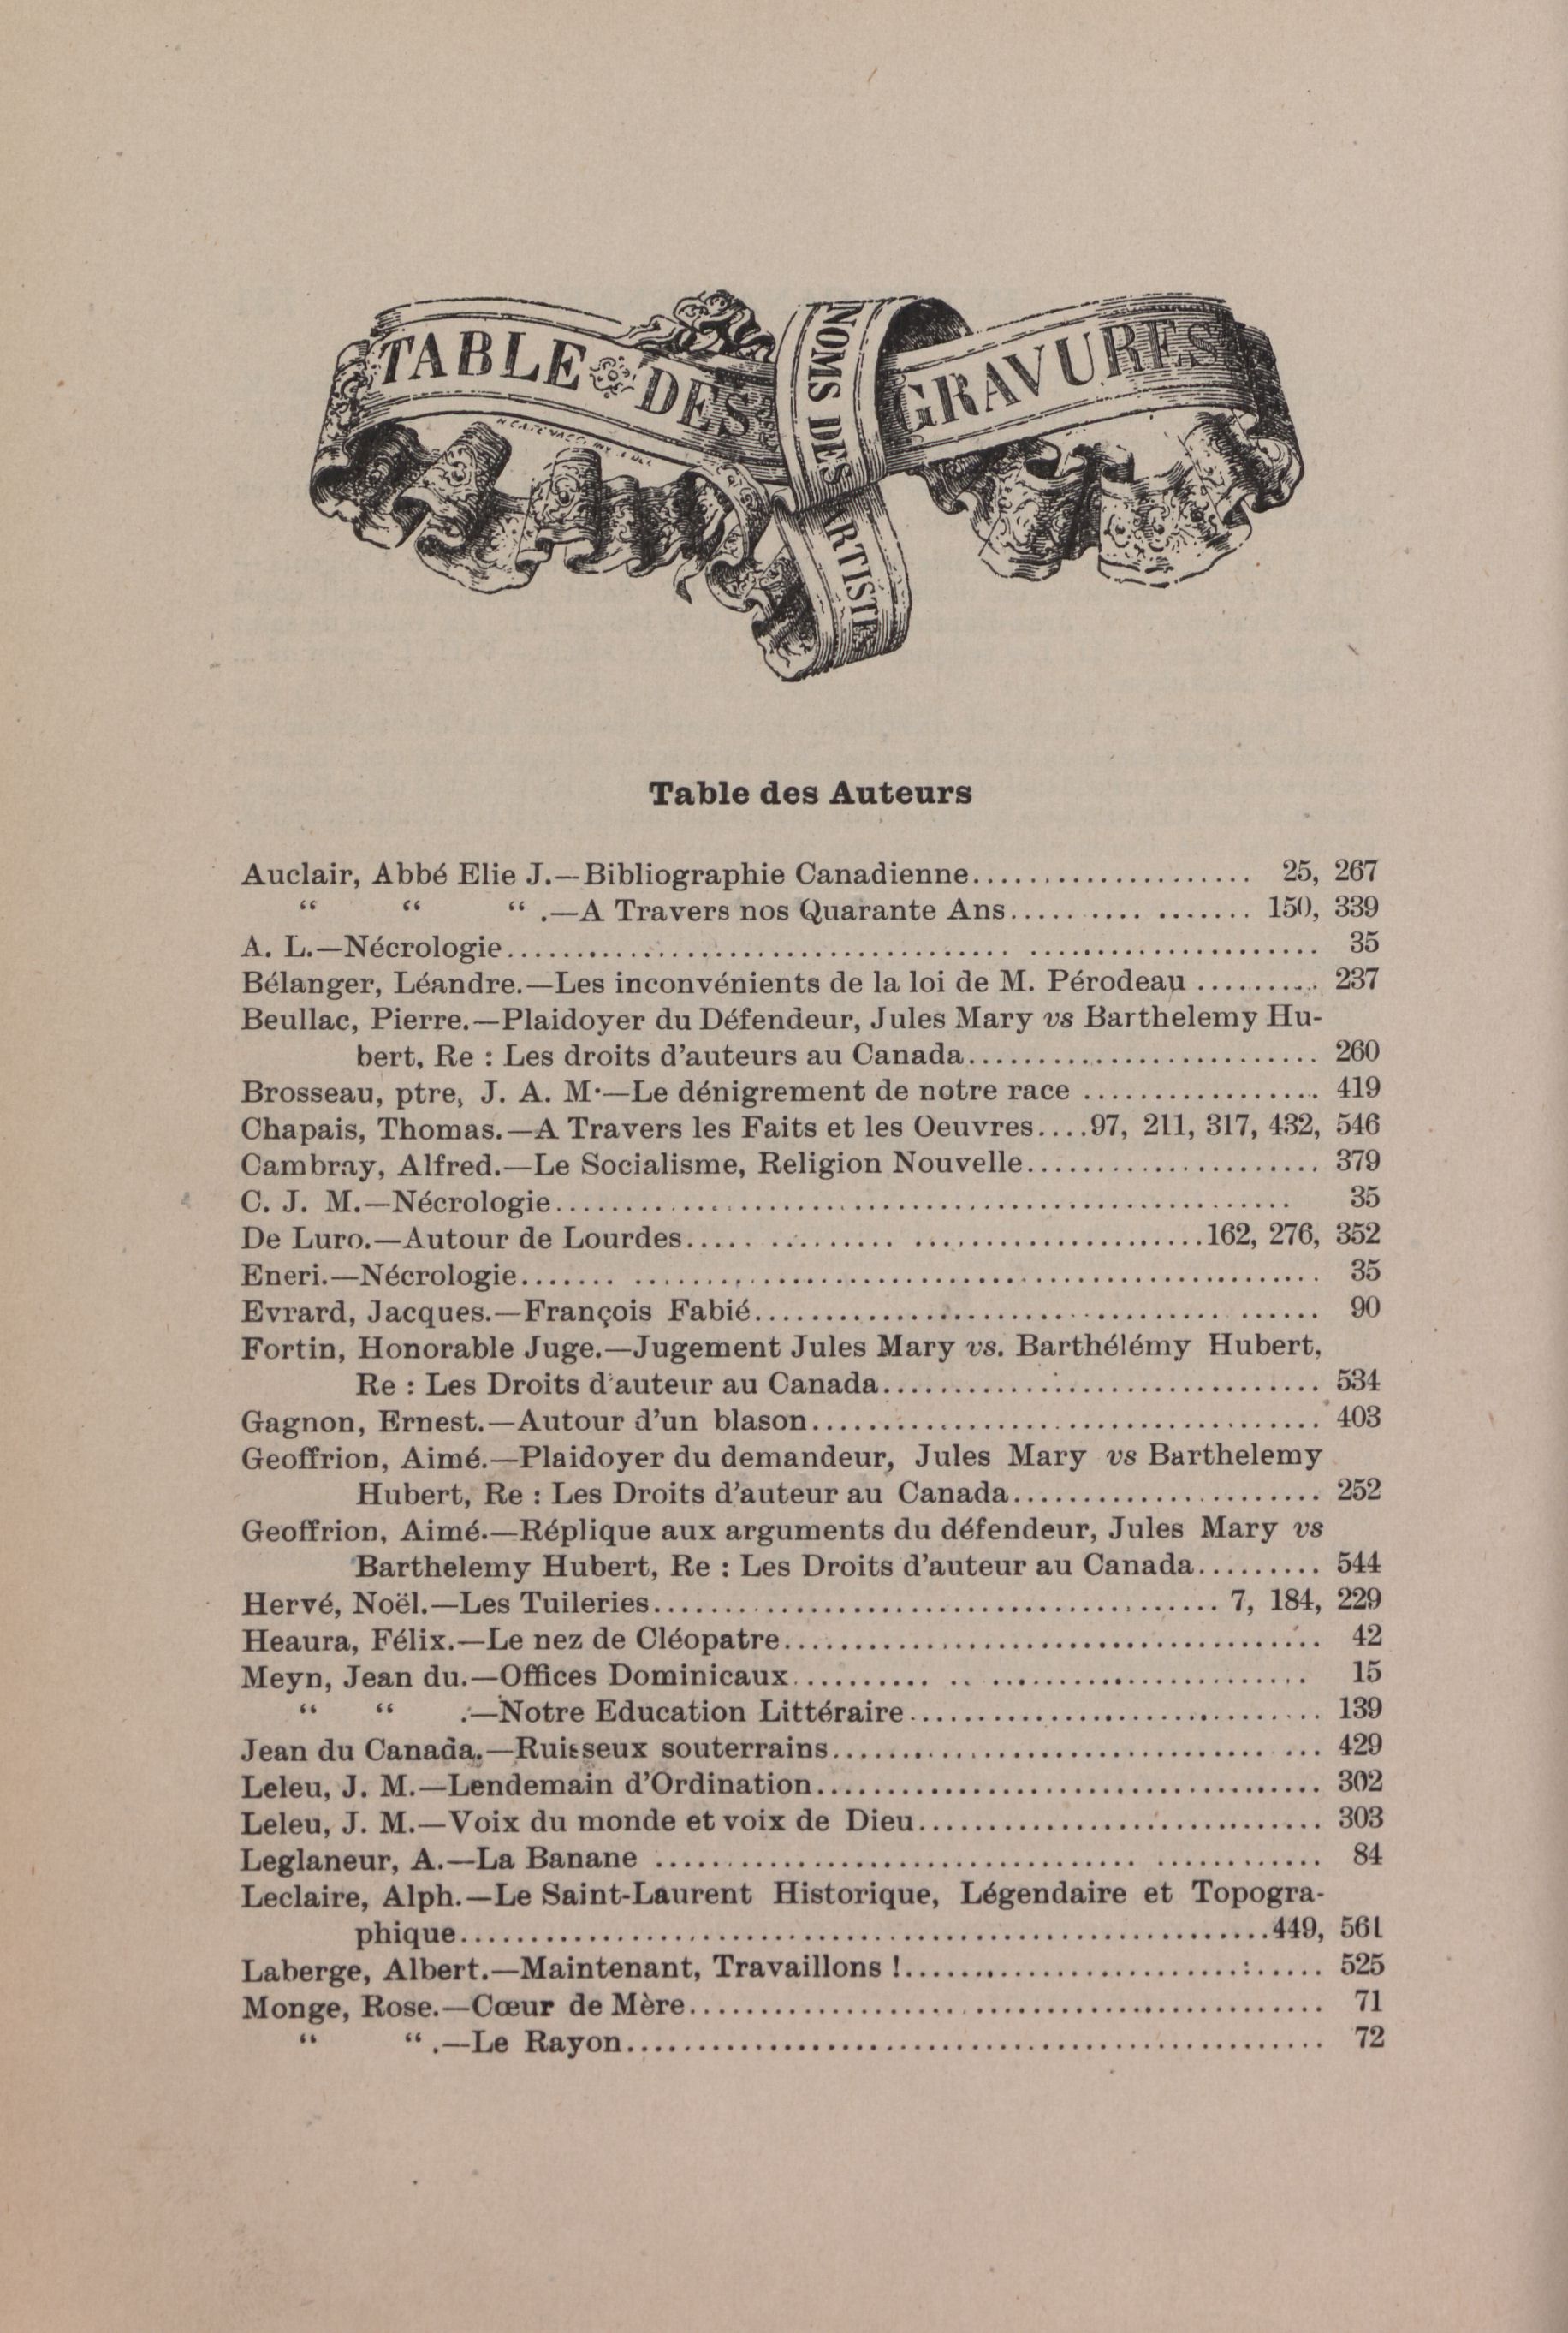 TABLE DES GRAVURES
NOMS DES
ARTISTE
Table des Auteurs
Auclair, Abbé Elie J.—Bibliographie Canadienne.................... 25, 267
“ “ “ .—A Travers nos Quarante Ans.......... ....... 150, 339
A. L.—Nécrologie...................................... ..................... 35
Bélanger, Léandre.—Les inconvénients de la loi de M. Pérodeau ......... 237
Beullac, Pierre.—Plaidoyer du Défendeur, Jules Mary vs Barthelemy Hu-
bert, Re : Les droits d'auteurs au Canada......................... 260
Brosseau, ptre, J. A. M·—Le dénigrement de notre race ................. 419
Chapais, Thomas.—A Travers les Faits et les Oeuvres....97, 211, 317, 432, 546
Cambray, Alfred.—Le Socialisme, Religion Nouvelle..................... 379
C. J. M.—Nécrologie..................................................... 35
De Luro.—Autour de Lourdes..... ......... .....................162, 276, 352
Eneri.—Nécrologie....... ................................................. 35
Evrard, Jacques.—François Fabié........................................ 90
Fortin, Honorable Juge.—Jugement Jules Mary vs. Barthélémy Hubert,
Re : Les Droits d'auteur au Canada............................... 534
Gagnon, Ernest.—Autour d'un blason..................................... 403
Geoffrion, Aimé.—Plaidoyer du demandeur, Jules Mary vs Barthelemy
Hubert, Re : Les Droits d'auteur au Canada...................... 252
Geoffrion, Aimé.—Réplique aux arguments du défendeur, Jules Mary vs
Barthelemy Hubert, Re : Les Droits d'auteur au Canada......... 544
Hervé, Noël.—Les Tuileries........................................ 7, 184, 229
Heaura, Félix.—Le nez de Cléopatre...................................... 42
Meyn, Jean du.—Offices Dominicaux.......... .. ....................... 15
“ “ .—Notre Education Littéraire.............................. 139
Jean du Canada.—Ruisseux souterrains............................... ... 429
Leleu, J. M.—Lendemain d'Ordination.................................... 302
Leleu, J. M.—Voix du monde et voix de Dieu............................. 303
Leglaneur, A.—La Banane .................................. ............ 84
Leclaire, Alph.—Le Saint-Laurent Historique, Légendaire et Topogra-
phique..........................................................449, 561
Laberge, Albert.—Maintenant, Travaillons !........................:..... 525
Monge, Rose.—Cœur de Mère............................................. 71
“ “ .—Le Rayon.................................................. 72